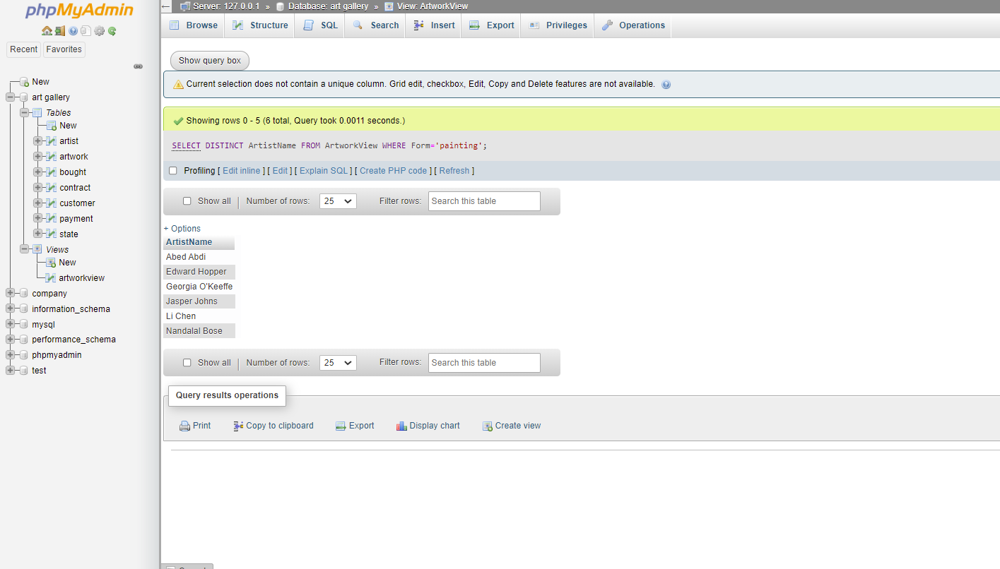 phpMyAdmin
Recent Favorites
New
art gallery
Tables
New
artist
artwork
bought
contract
customer
payment
state
Views
New
artworkview
company
information_schema
mysql
performance_schema
phpmyadmin
test
Server: 127.0.0.1 » Database: art gallery » View: ArtworkView
Browse Structure SQL Search Insert Export Privileges Operations
Show query box
Current selection does not contain a unique column. Grid edit, checkbox, Edit, Copy and Delete features are not available.
Showing rows 0 - 5 (6 total, Query took 0.0011 seconds.)
SELECT DISTINCT ArtistName FROM ArtworkView WHERE Form='painting';
Profiling [ Edit inline ] [ Edit ] [ Explain SQL ] [ Create PHP code ] [ Refresh ]
Show all | Number of rows: 25 Filter rows: Search this table
+ Options
ArtistName
Abed Abdi
Edward Hopper
Georgia O'Keeffe
Jasper Johns
Li Chen
Nandalal Bose
Show all | Number of rows: 25 Filter rows: Search this table
Query results operations
Print Copy to clipboard Export Display chart Create view